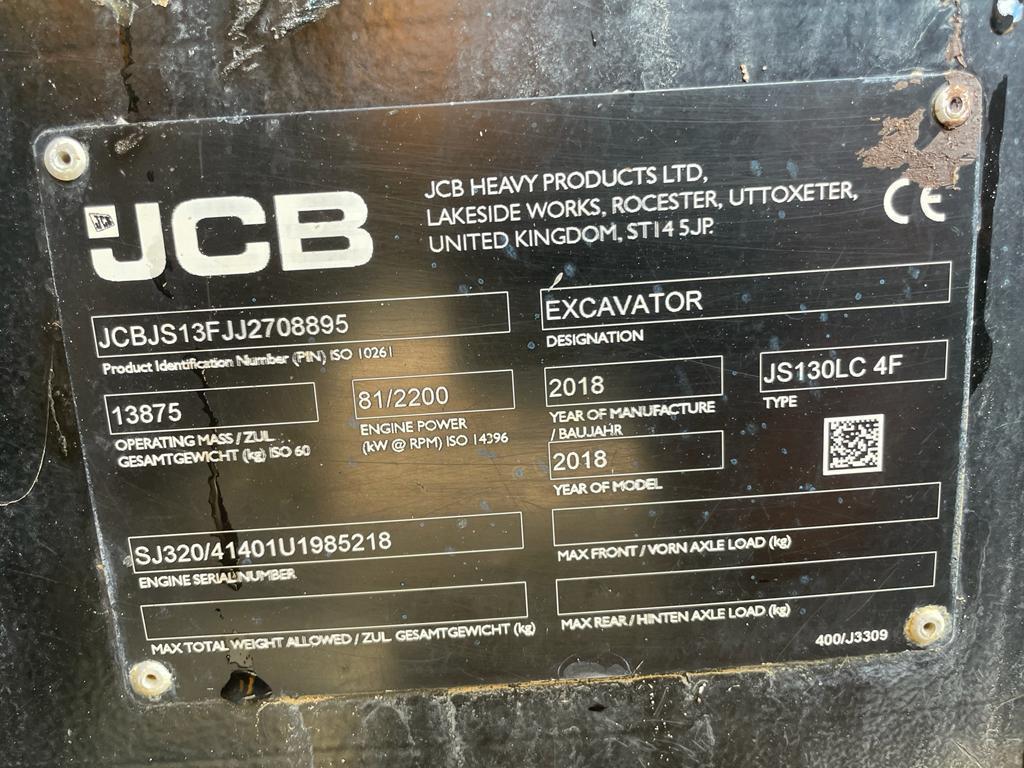 JCB
JCB HEAVY PRODUCTS LTD,
LAKESIDE WORKS, ROCESTER, UTTOXETER,
UNITED KINGDOM, ST14 5JP.
CE
JCBJS13FJJ2708895
Product Identification Number (PIN) ISO 10261
EXCAVATOR
DESIGNATION
13875
OPERATING MASS / ZUL
GESAMTGEWICHT (kg) ISO 60
81/2200
ENGINE POWER
(kW @ RPM) ISO 14396
2018
YEAR OF MANUFACTURE
/ BAUJAHR
JS130LC 4F
TYPE
2018
YEAR OF MODEL
SJ320/41401U1985218
ENGINE SERIAL NUMBER
MAX FRONT / VORN AXLE LOAD (kg)
MAX TOTAL WEIGHT ALLOWED / ZUL GESAMTGEWICHT (kg)
MAX REAR / HINTEN AXLE LOAD (kg)
400/J3309